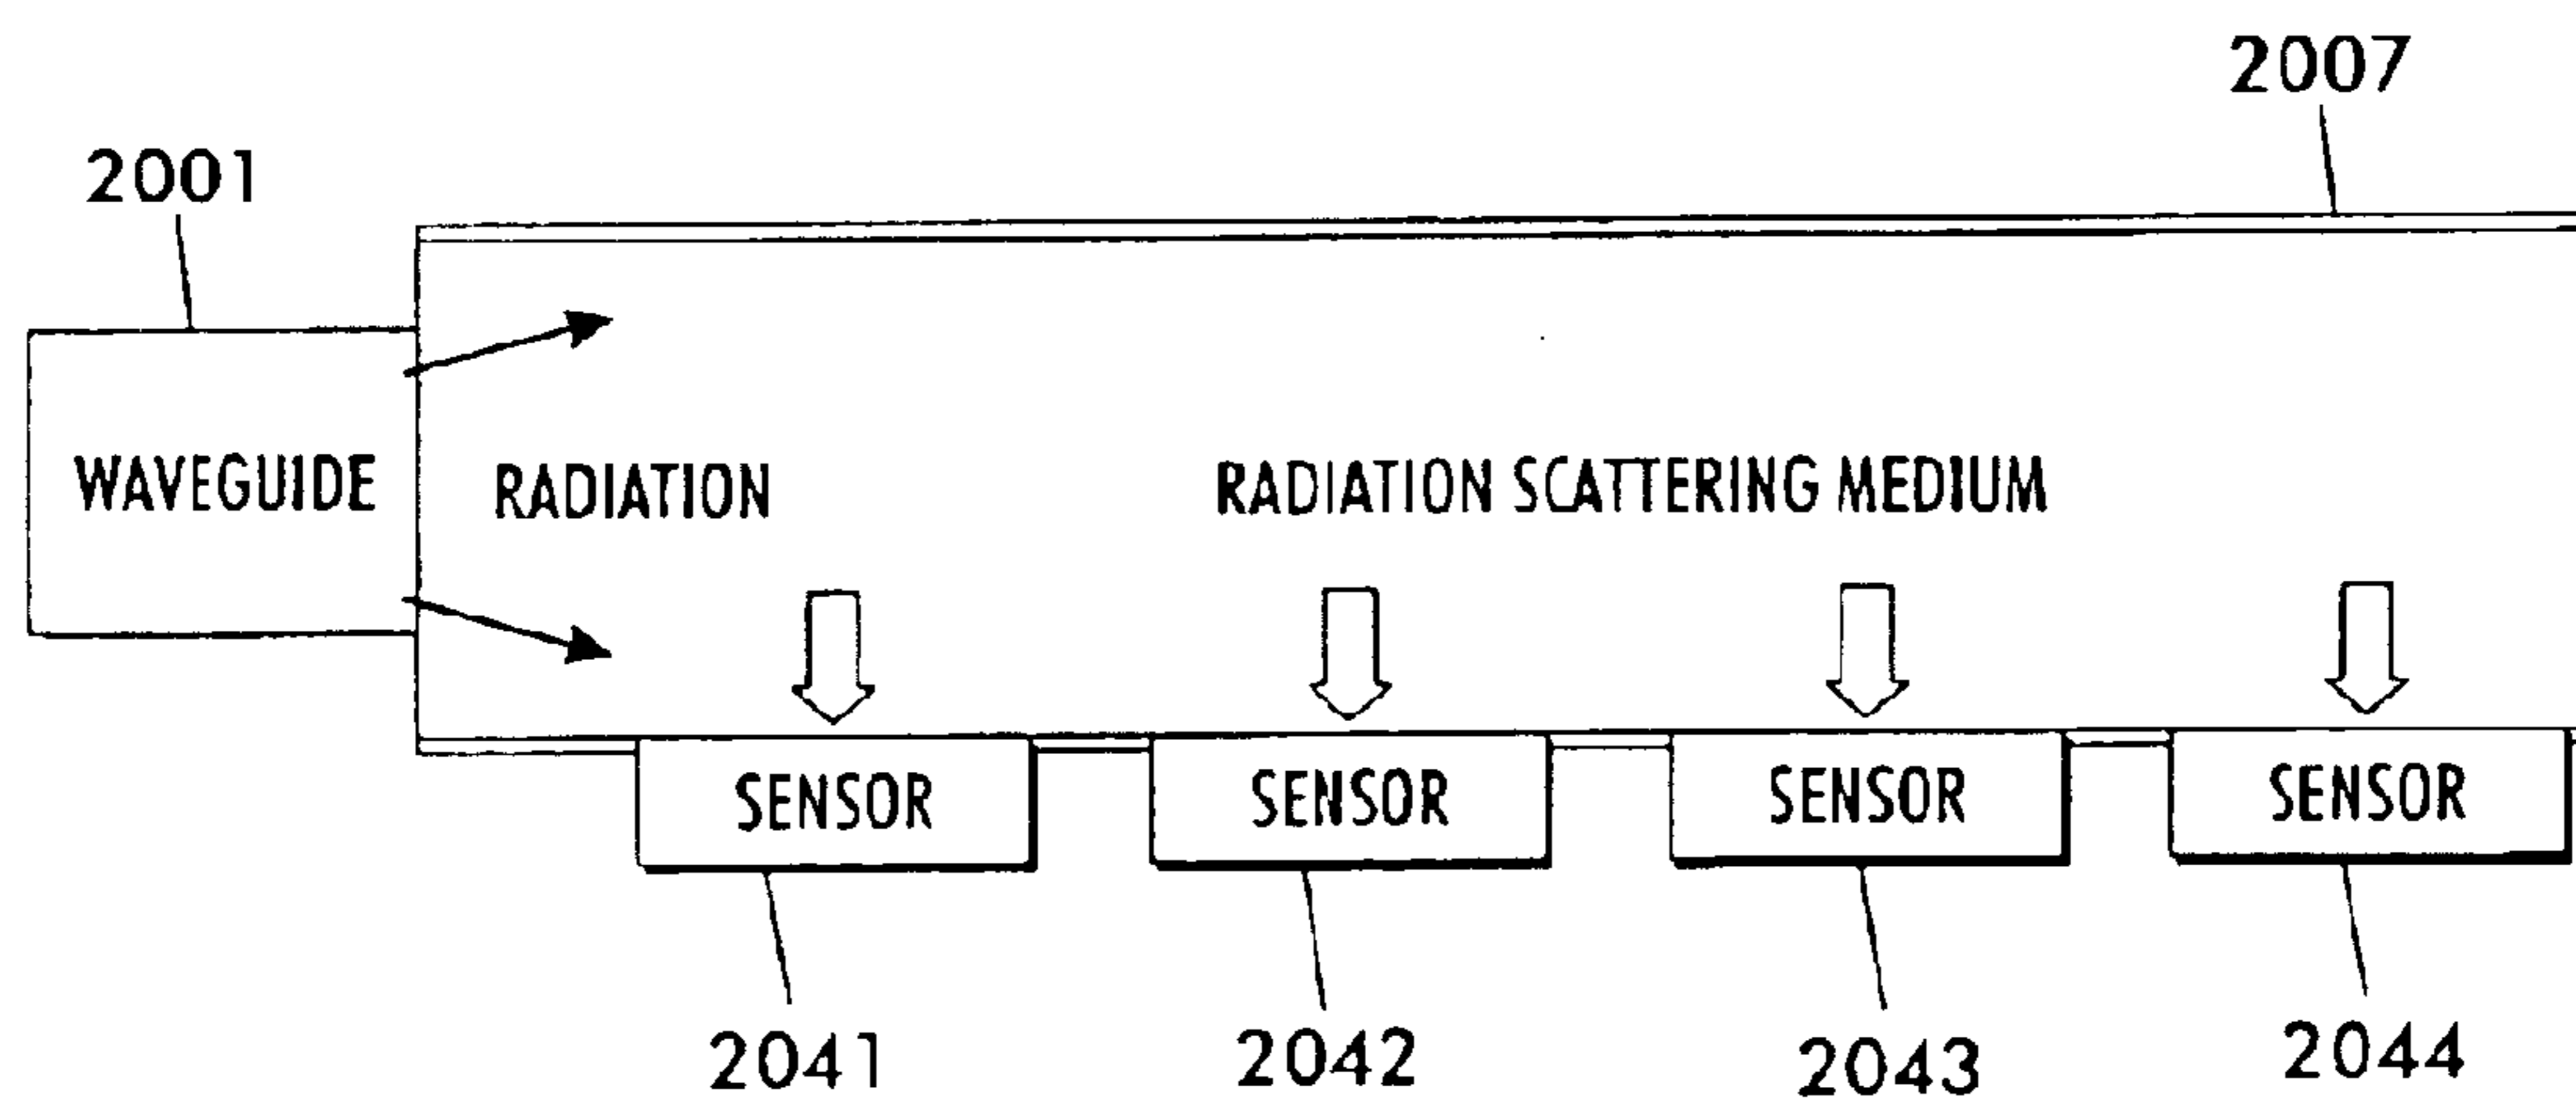 2007
2001
WAVEGUIDE
RADIATION
RADIATION SCATTERING MEDIUM
SENSOR
SENSOR
SENSOR
SENSOR
2041
2042
2043
2044